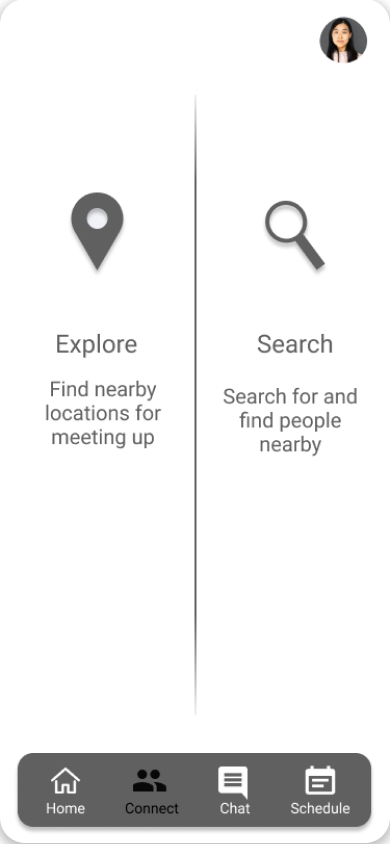 Explore
Find nearby
locations for
meeting up
Search
Search for and
find people
nearby
Home
Connect
Chat
Schedule